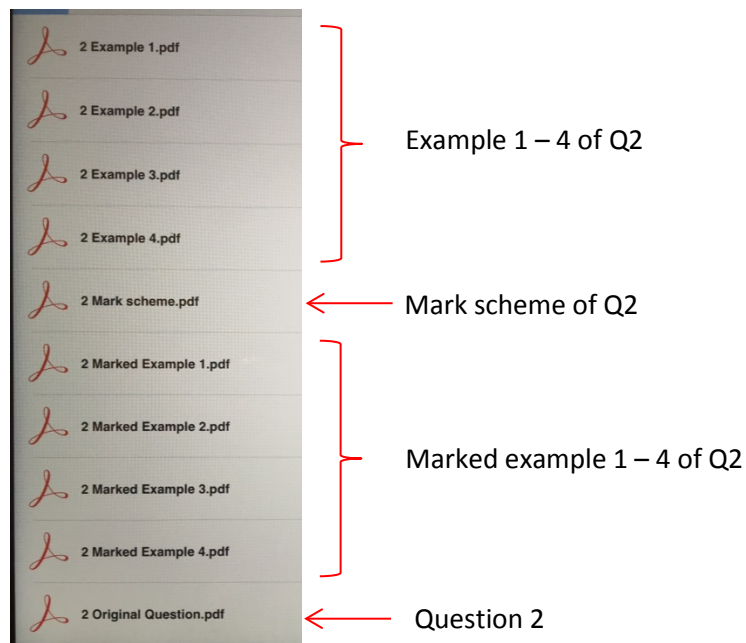 2 Example 1.pdf
2 Example 2.pdf
2 Example 3.pdf
2 Example 4.pdf
Example 1 – 4 of Q2
2 Mark scheme.pdf
Mark scheme of Q2
2 Marked Example 1.pdf
2 Marked Example 2.pdf
2 Marked Example 3.pdf
2 Marked Example 4.pdf
Marked example 1 – 4 of Q2
2 Original Question.pdf
Question 2